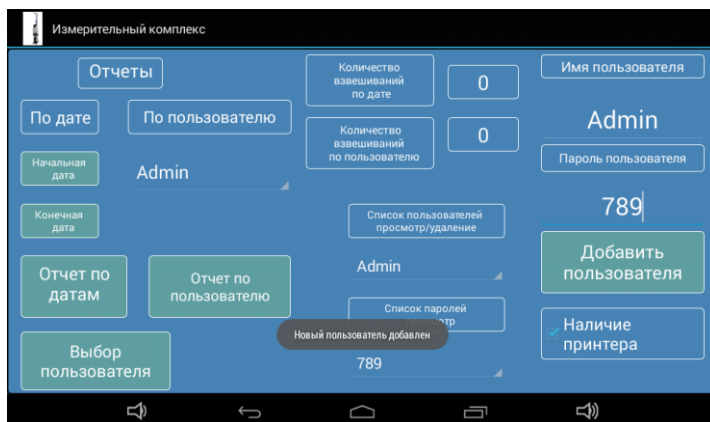 Измерительный комплекс
Отчеты
По дате
По пользователю
Начальная
дата
Admin
Конечная
дата
Отчет по
датам
Отчет по
пользователю
Выбор
пользователя
Количество
взвешиваний
по дате
0
Количество
взвешиваний
по пользователю
0
Список пользователей
просмотр/удаление
Admin
Список паролей
Новый пользователь добавлен
789
Имя пользователя
Admin
Пароль пользователя
789
Добавить
пользователя
Наличие
принтера